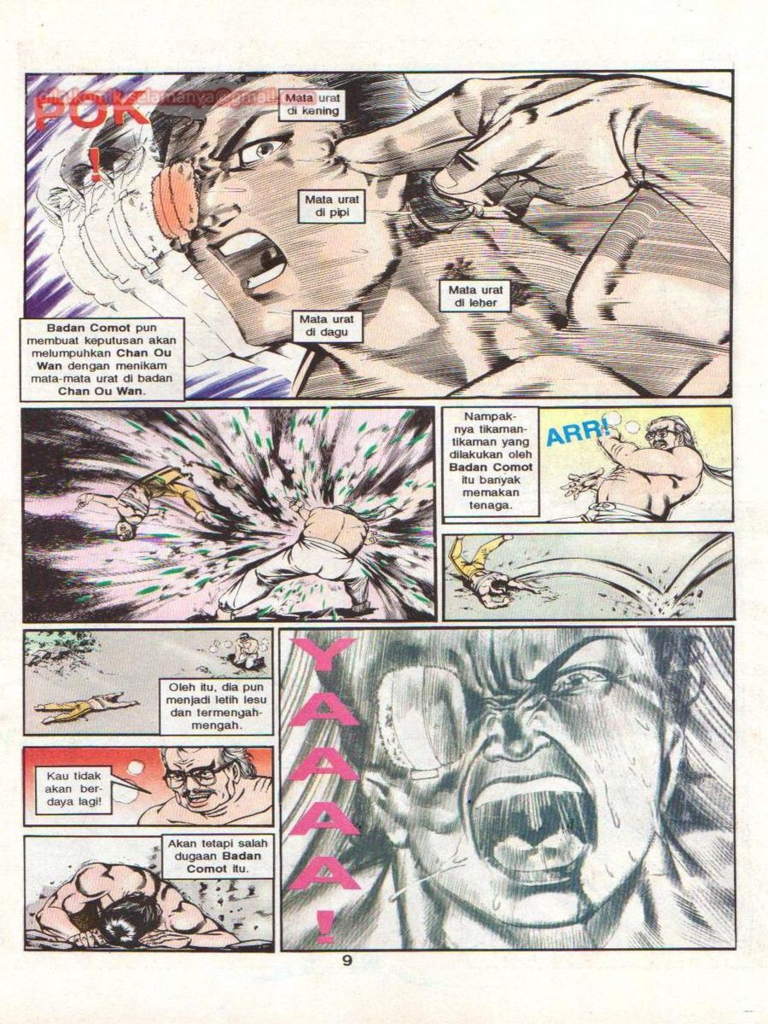 POK
!
Mata urat
di kening
Mata urat
di pipi
Mata urat
di leher
Mata urat
di dagu
Badan Comot pun
membuat keputusan akan
melumpuhkan Chan Ou
Wan dengan menikam
mata-mata urat di badan
Chan Ou Wan.
Nampak-
nya tikaman-
tikaman yang
dilakukan oleh
Badan Comot
itu banyak
memakan
tenaga.
ARR!
Oleh itu, dia pun
menjadi letih lesu
dan termengah-
mengah.
YAAAA!
Kau tidak
akan ber-
daya lagi!
Akan tetapi salah
dugaan Badan
Comot itu.
9